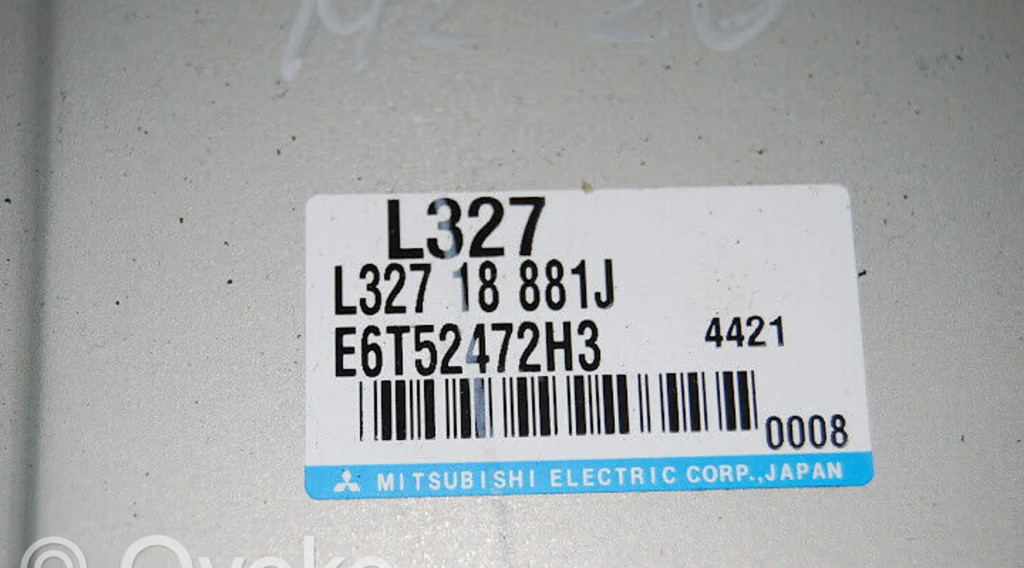 L327
L327 18 881J
E6T52472H3 4421
0008
MITSUBISHI ELECTRIC CORP., JAPAN